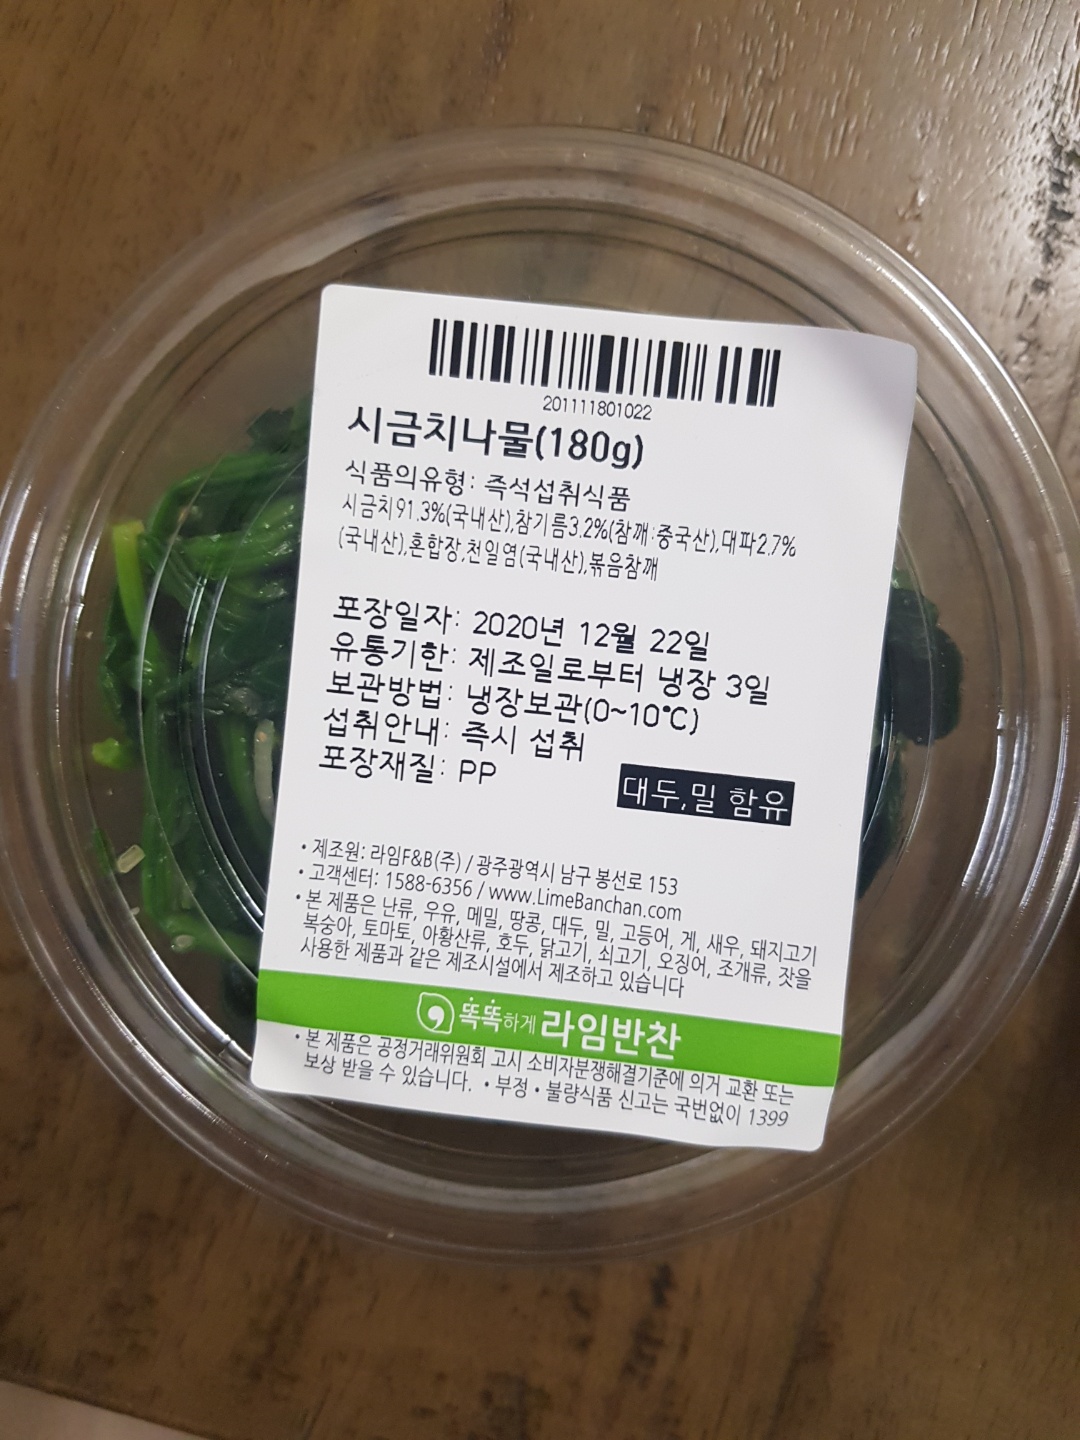 201111801022
시금치나물(180g)
식품의유형: 즉석섭취식품
시금치91.3%(국내산),참기름3.2%(참깨:중국산),대파2.7%
(국내산),혼합장,천일염(국내산),볶음참깨
포장일자: 2020년 12월 22일
유통기한: 제조일로부터 냉장 3일
보관방법: 냉장보관(0~10℃)
섭취안내: 즉시 섭취
포장재질: PP
대두,밀 함유
• 제조원: 라임F&B(주) / 광주광역시 남구 봉선로 153
• 고객센터: 1588-6356 / www.LimeBanchan.com
• 본 제품은 난류, 우유, 메밀, 땅콩, 대두, 밀, 고등어, 게, 새우, 돼지고기
복숭아, 토마토, 아황산류, 호두, 닭고기, 쇠고기, 오징어, 조개류, 잣을
사용한 제품과 같은 제조시설에서 제조하고 있습니다
똑똑하게 라임반찬
• 본 제품은 공정거래위원회 고시 소비자분쟁해결기준에 의거 교환 또는
보상 받을 수 있습니다. • 부정 • 불량식품 신고는 국번없이 1399